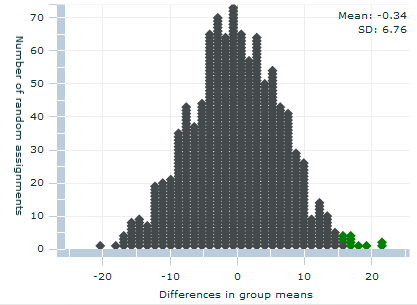 Mean: -0.34
SD: 6.76
Number of random assignments
70
60
50
40
30
20
10
0
-20 -10 0 10 20
Differences in group means